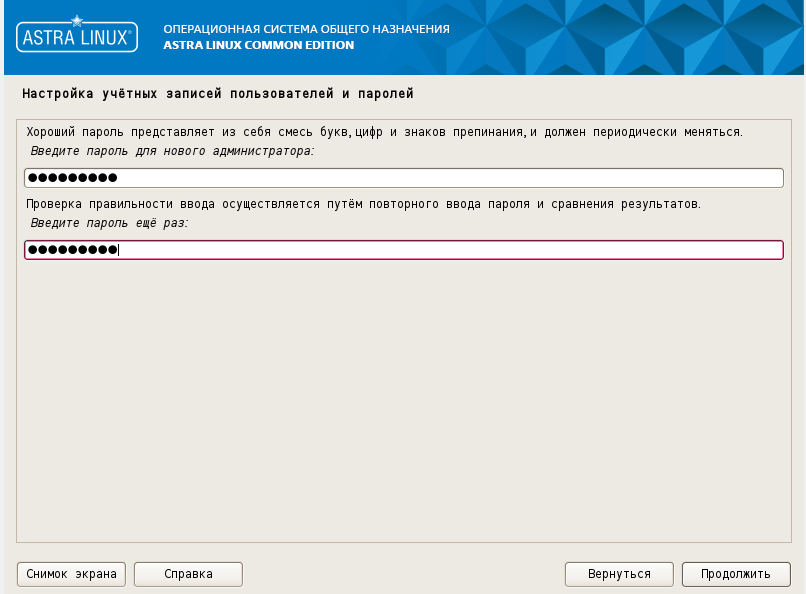 ASTRA LINUX®
ОПЕРАЦИОННАЯ СИСТЕМА ОБЩЕГО НАЗНАЧЕНИЯ
ASTRA LINUX COMMON EDITION
Настройка учётных записей пользователей и паролей
Хороший пароль представляет из себя смесь букв, цифр и знаков препинания, и должен периодически меняться.
Введите пароль для нового администратора:
●●●●●●●●●
Проверка правильности ввода осуществляется путём повторного ввода пароля и сравнения результатов.
Введите пароль ещё раз:
●●●●●●●●●
Снимок экрана Справка Вернуться Продолжить